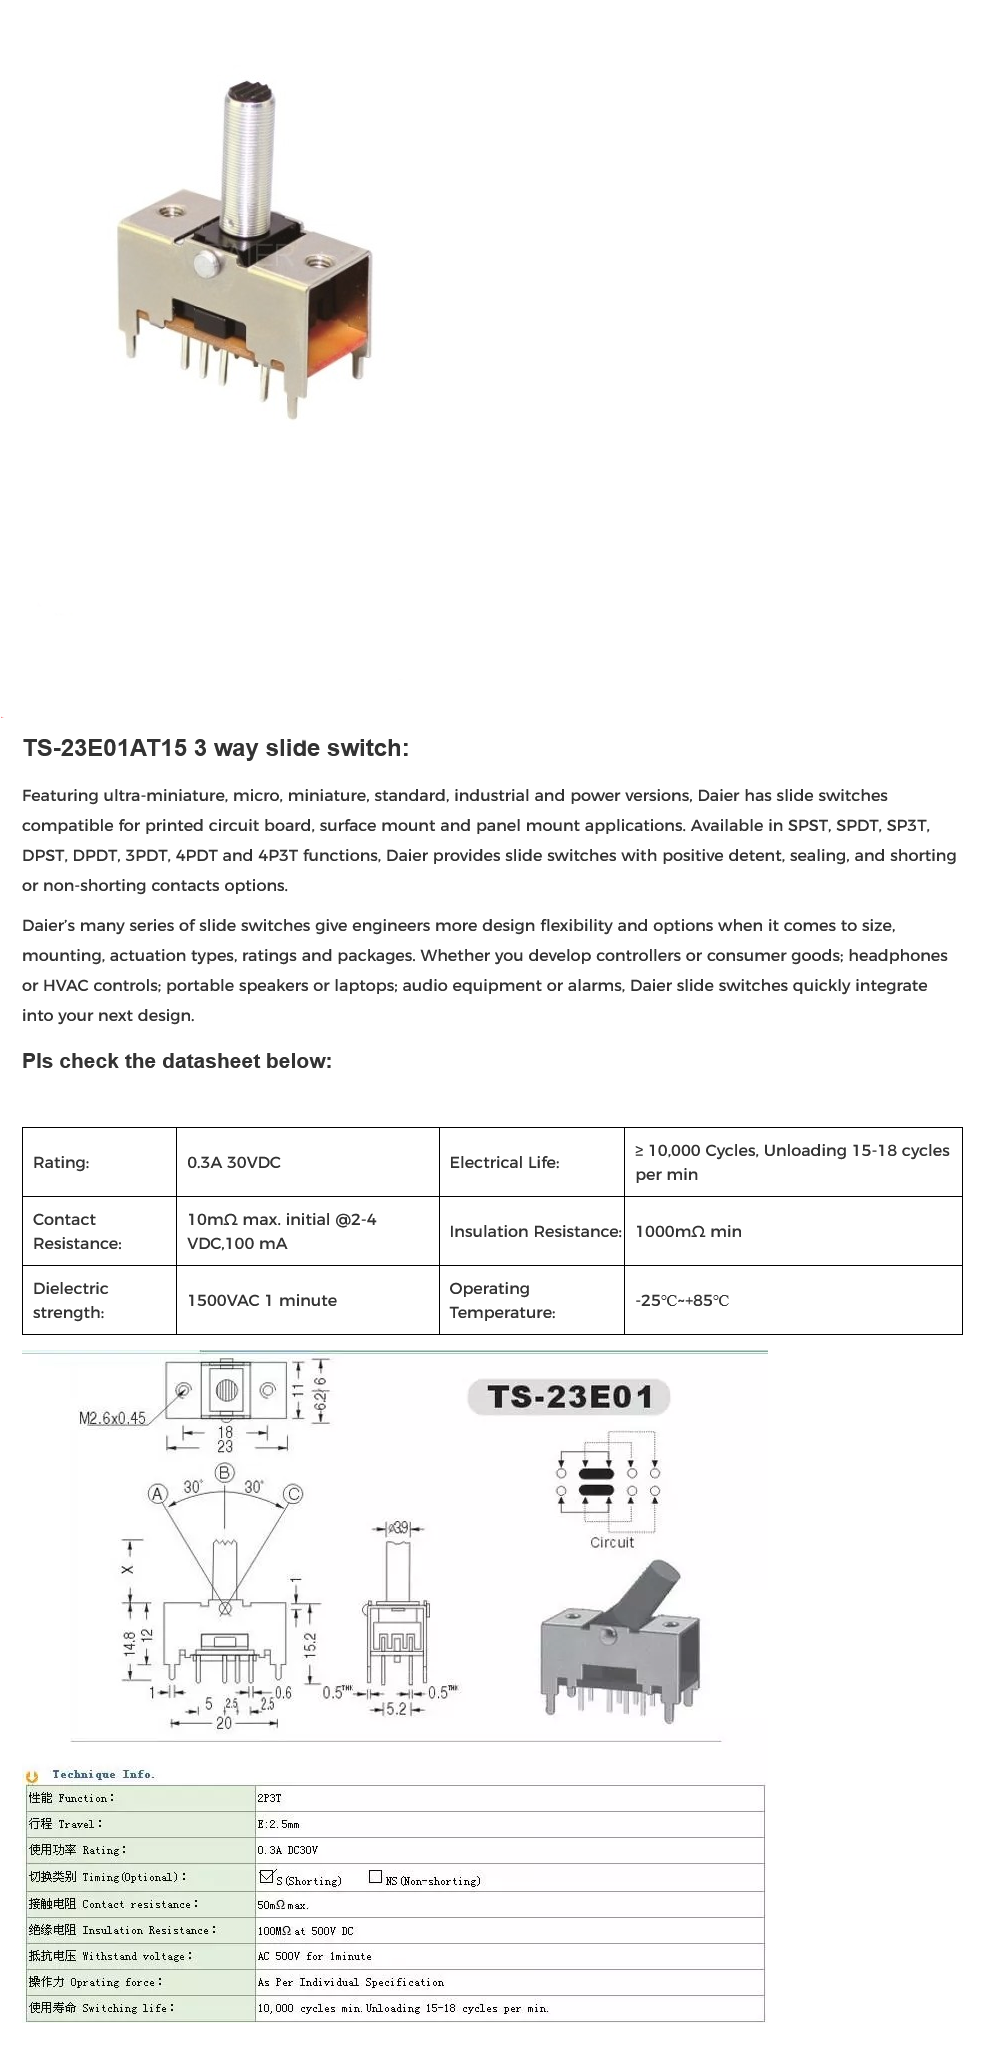 TS-23E01AT15 3 way slide switch:
Featuring ultra-miniature, micro, miniature, standard, industrial and power versions, Daier has slide switches
compatible for printed circuit board, surface mount and panel mount applications. Available in SPST, SPDT, SP3T,
DPST, DPDT, 3PDT, 4PDT and 4P3T functions, Daier provides slide switches with positive detent, sealing, and shorting
or non-shorting contacts options.
Daier’s many series of slide switches give engineers more design flexibility and options when it comes to size,
mounting, actuation types, ratings and packages. Whether you develop controllers or consumer goods; headphones
or HVAC controls; portable speakers or laptops; audio equipment or alarms, Daier slide switches quickly integrate
into your next design.
Pls check the datasheet below:
Rating: 0.3A 30VDC Electrical Life: ≥ 10,000 Cycles, Unloading 15-18 cycles
per min
Contact
Resistance:
10mΩ max. initial @2-4
VDC,100 mA
Insulation Resistance: 1000mΩ min
Dielectric
strength:
1500VAC 1 minute
Operating
Temperature:
-25℃~+85℃
M2.6x0.45
18
23
11
6.2/6
TS-23E01
Circuit
A
30°
B
30°
C
X
14.8
12
1
15.2
1
5
2.5
2.5
0.6
20
ø3.9
0.5THK
0.5THK
5.2
Technique Info.
性能 Function: 2P3T
行程 Travel: E:2.5mm
使用功率 Rating: 0.3A DC30V
切换类别 Timing(Optional): S(Shorting) NS(Non-shorting)
接触电阻 Contact resistance: 50mΩmax.
绝缘电阻 Insulation Resistance: 100MΩ at 500V DC
抵抗电压 Withstand voltage: AC 500V for 1minute
操作力 Oprating force: As Per Individual Specification
使用寿命 Switching life: 10,000 cycles min.Unloading 15-18 cycles per min.